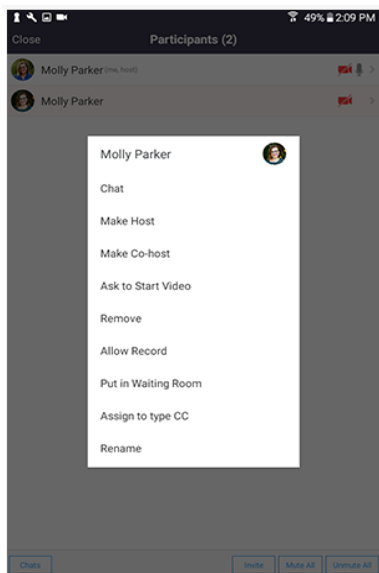 49% 2:09 PM
Close Participants (2)
Molly Parker (me, host)
Molly Parker
Molly Parker
Chat
Make Host
Make Co-host
Ask to Start Video
Remove
Allow Record
Put in Waiting Room
Assign to type CC
Rename
Chats Invite Mute All Unmute All